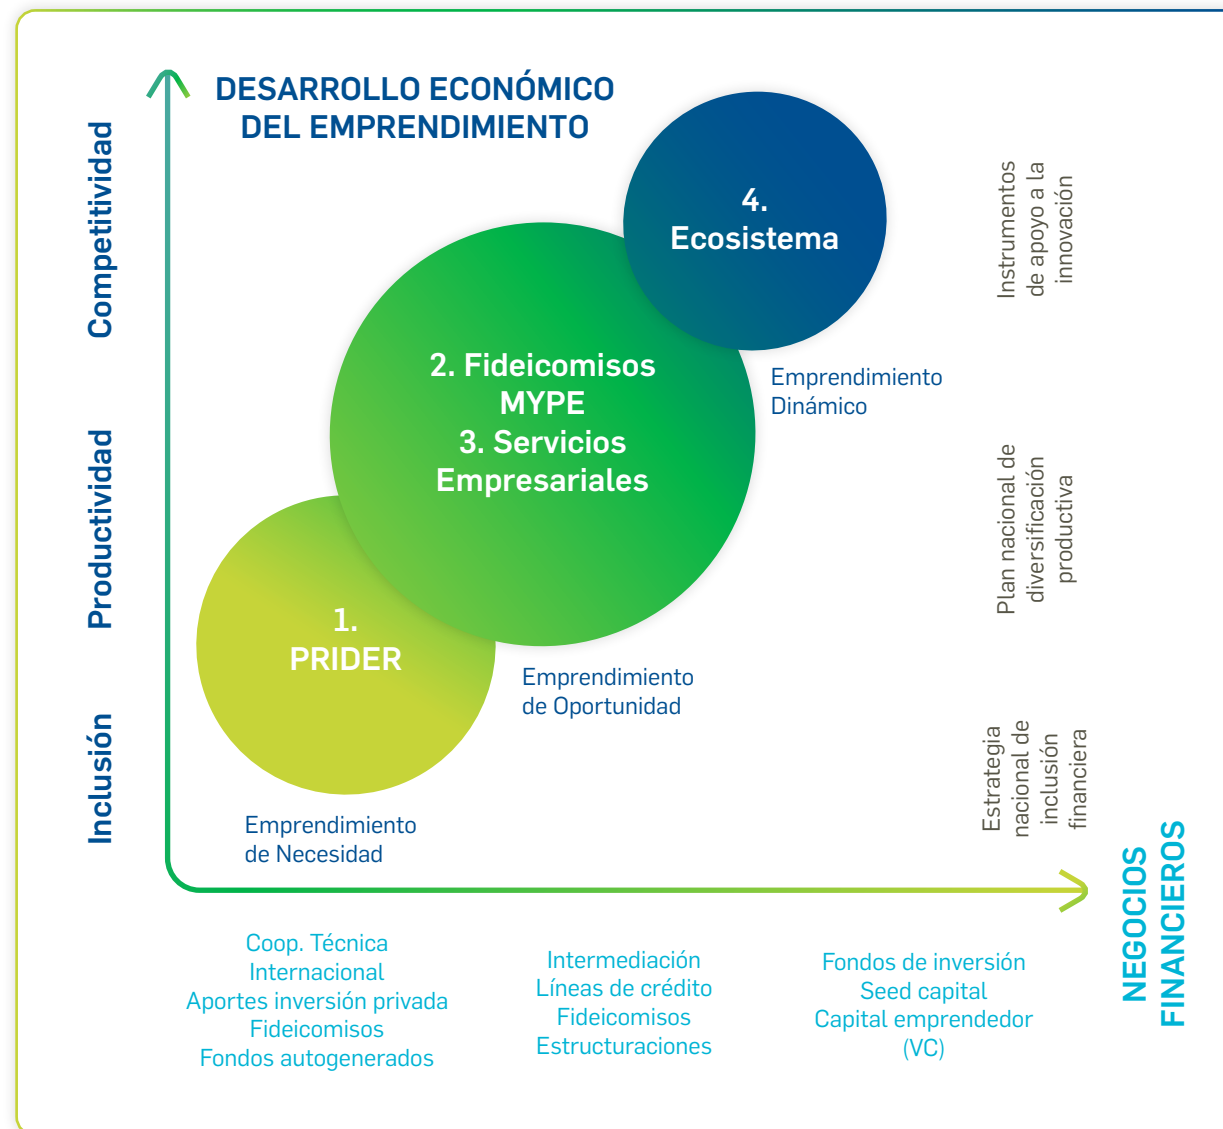 DESARROLLO ECONÓMICO
DEL EMPRENDIMIENTO
Competitividad
Productividad
Inclusión
4.
Ecosistema
2. Fideicomisos
MYPE
3. Servicios
Empresariales
1.
PRIDER
Emprendimiento
Dinámico
Emprendimiento
de Oportunidad
Emprendimiento
de Necesidad
Instrumentos
de apoyo a la
innovación
Plan nacional de
diversificación
productiva
Estrategia
nacional de
inclusión
financiera
NEGOCIOS
FINANCIEROS
Coop. Técnica
Internacional
Aportes inversión privada
Fideicomisos
Fondos autogenerados
Intermediación
Líneas de crédito
Fideicomisos
Estructuraciones
Fondos de inversión
Seed capital
Capital emprendedor
(VC)